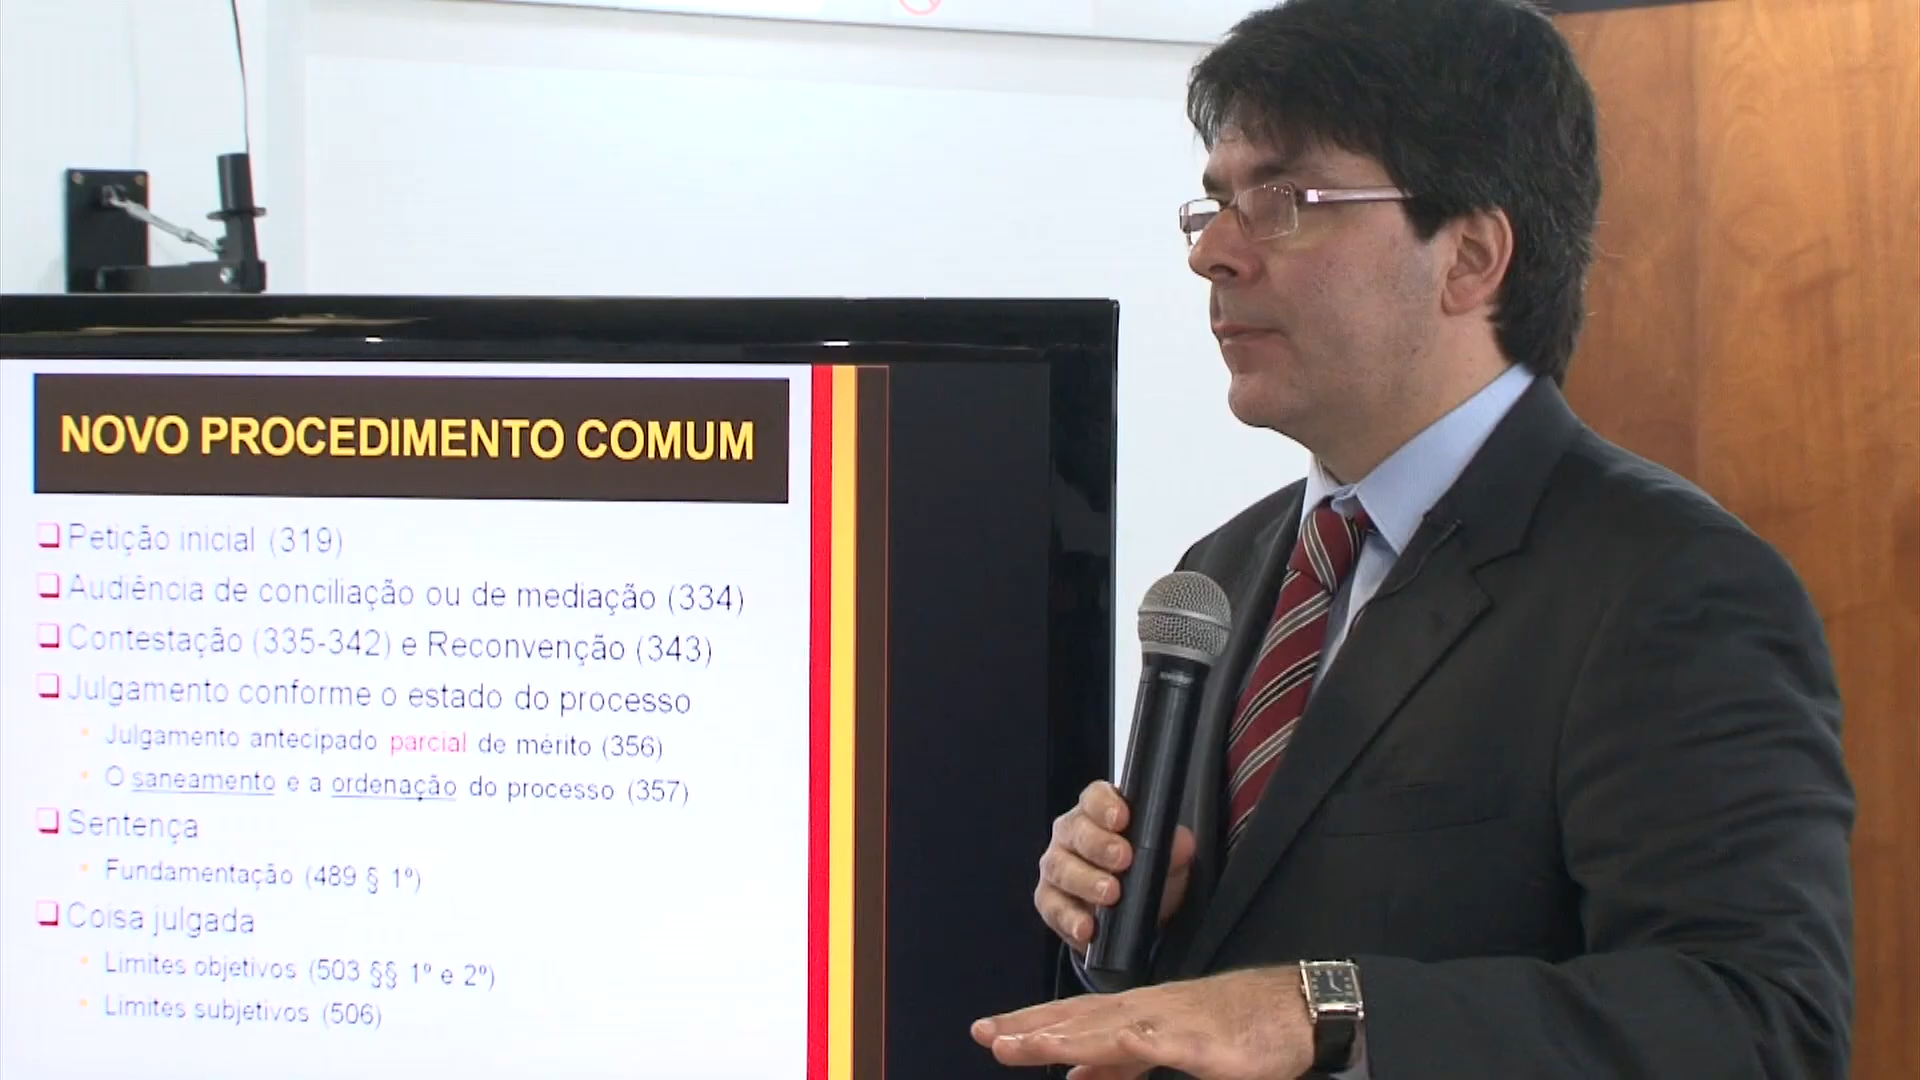 NOVO PROCEDIMENTO COMUM
Petição inicial (319)
Audiência de conciliação ou de mediação (334)
Contestação (335-342) e Reconvenção (343)
Julgamento conforme o estado do processo
Julgamento antecipado parcial de mérito (356)
O saneamento e a ordenação do processo (357)
Sentença
Fundamentação (489 § 1º)
Coisa julgada
Limites objetivos (503 §§ 1º e 2º)
Limites subjetivos (506)